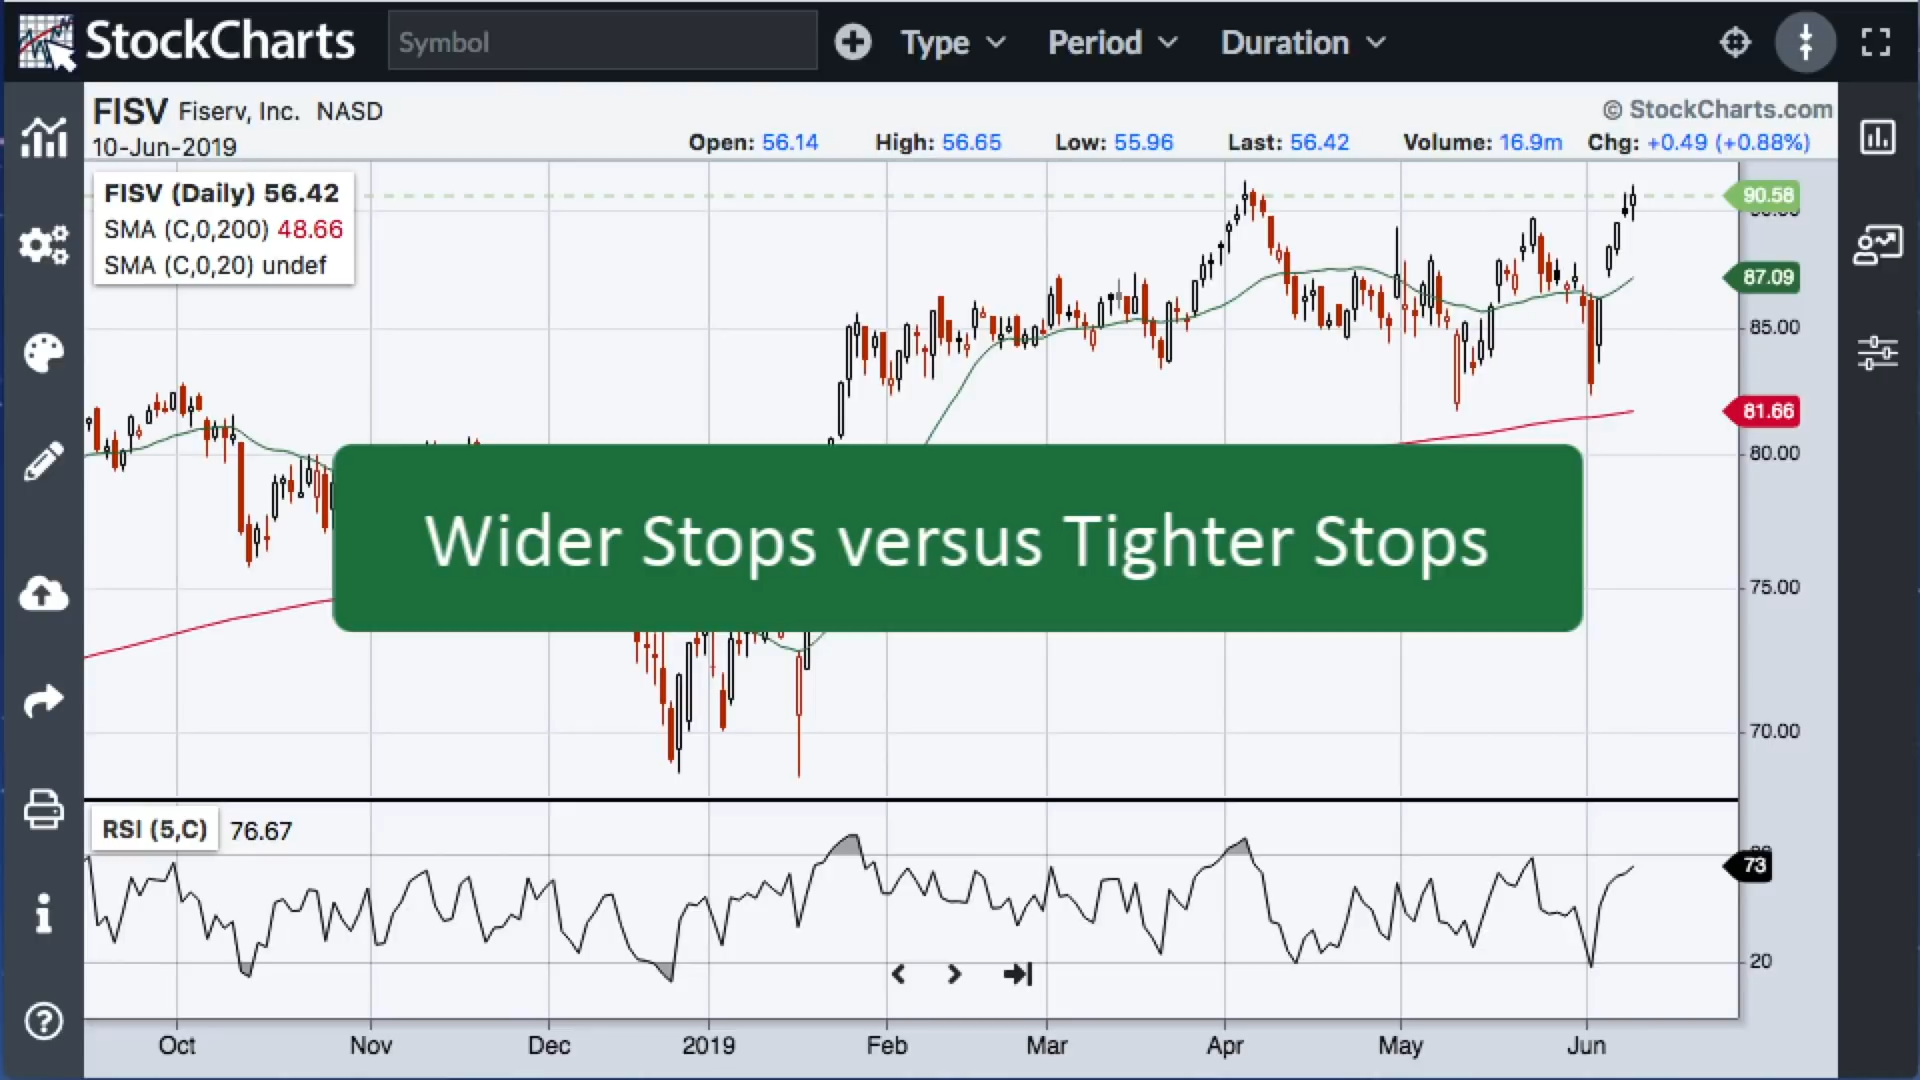 StockCharts
Symbol
Type
Period
Duration
FISV Fiserv, Inc. NASD
© StockCharts.com
10-Jun-2019
Open: 56.14 High: 56.65 Low: 55.96 Last: 56.42 Volume: 16.9m Chg: +0.49 (+0.88%)
FISV (Daily) 56.42
SMA (C,0,200) 48.66
SMA (C,0,20) undef
90.58
87.09
85.00
81.66
80.00
Wider Stops versus Tighter Stops
75.00
70.00
RSI (5,C) 76.67
73
20
Oct Nov Dec 2019 Feb Mar Apr May Jun